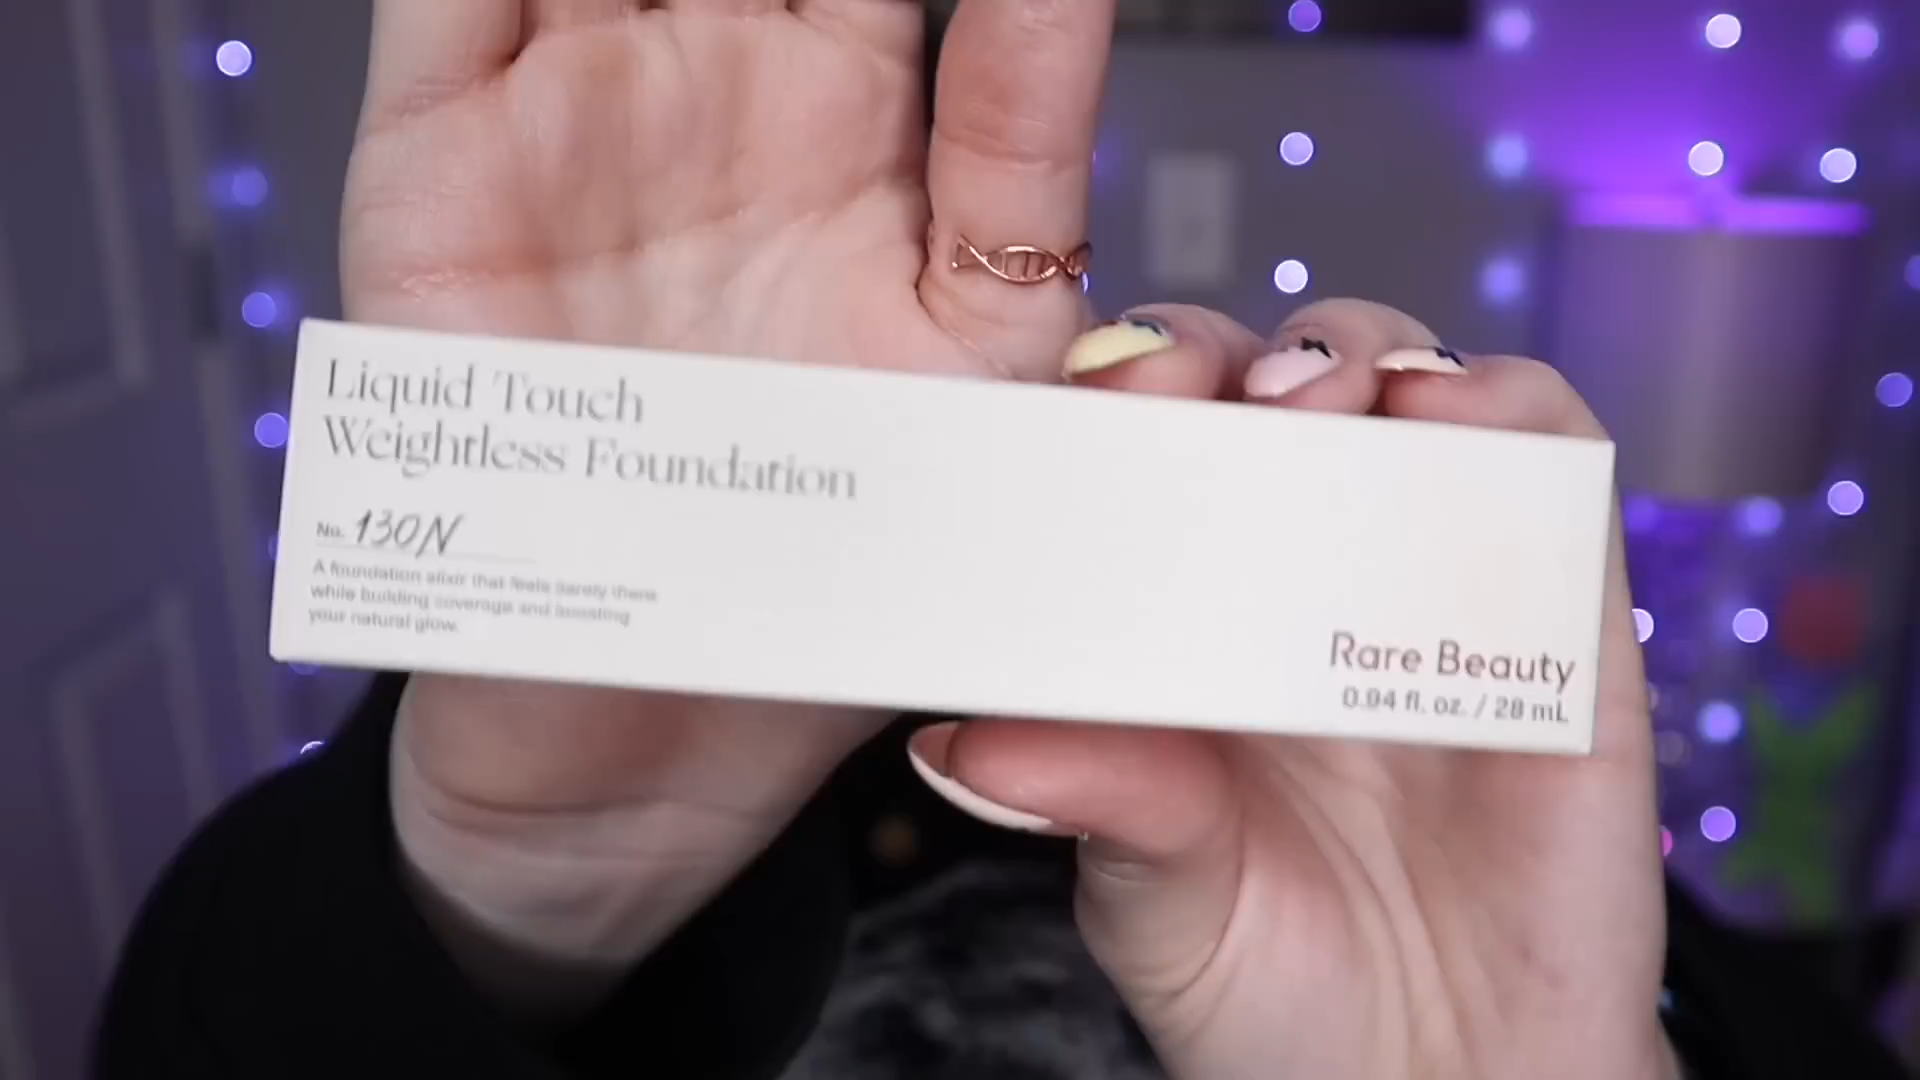 Liquid Touch
Weightless Foundation
No. 130N
A foundation elixir that feels barely there
while building coverage and boosting
your natural glow.
Rare Beauty
0.94 fl. oz. / 28 mL